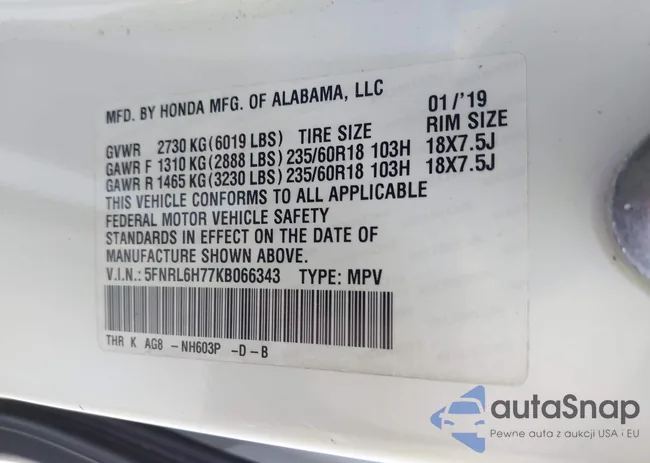 MFD. BY HONDA MFG. OF ALABAMA, LLC 01/'19
GVWR 2730 KG(6019 LBS) TIRE SIZE RIM SIZE
GAWR F 1310 KG(2888 LBS) 235/60R18 103H 18X7.5J
GAWR R 1465 KG(3230 LBS) 235/60R18 103H 18X7.5J
THIS VEHICLE CONFORMS TO ALL APPLICABLE
FEDERAL MOTOR VEHICLE SAFETY
STANDARDS IN EFFECT ON THE DATE OF
MANUFACTURE SHOWN ABOVE.
V.I.N.: 5FNRL6H77KB066343 TYPE: MPV
THR K AG8 -NH603P -D-B
autaSnap
Pewne auta z aukcji USA i EU